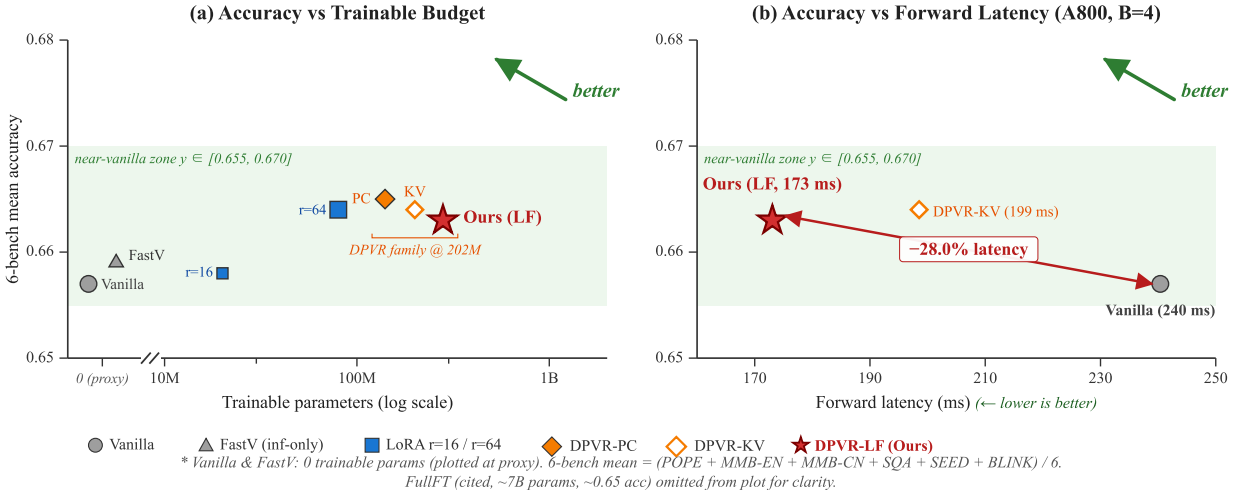 (a) Accuracy vs Trainable Budget
0.68
0.67
0.66
0.65
6-bench mean accuracy
better
near-vanilla zone y ∈ [0.655, 0.670]
PC
KV
r=64
Ours (LF)
DPVR family @ 202M
FastV
r=16
Vanilla
0 (proxy)
10M
100M
1B
Trainable parameters (log scale)
(b) Accuracy vs Forward Latency (A800, B=4)
0.68
0.67
0.66
0.65
better
near-vanilla zone y ∈ [0.655, 0.670]
Ours (LF, 173 ms)
DPVR-KV (199 ms)
−28.0% latency
Vanilla (240 ms)
170
190
210
230
250
Forward latency (ms) (← lower is better)
Vanilla
FastV (inf-only)
LoRA r=16 / r=64
DPVR-PC
DPVR-KV
DPVR-LF (Ours)
* Vanilla & FastV: 0 trainable params (plotted at proxy). 6-bench mean = (POPE + MMB-EN + MMB-CN + SQA + SEED + BLINK) / 6.
FullFT (cited, ~7B params, ~0.65 acc) omitted from plot for clarity.